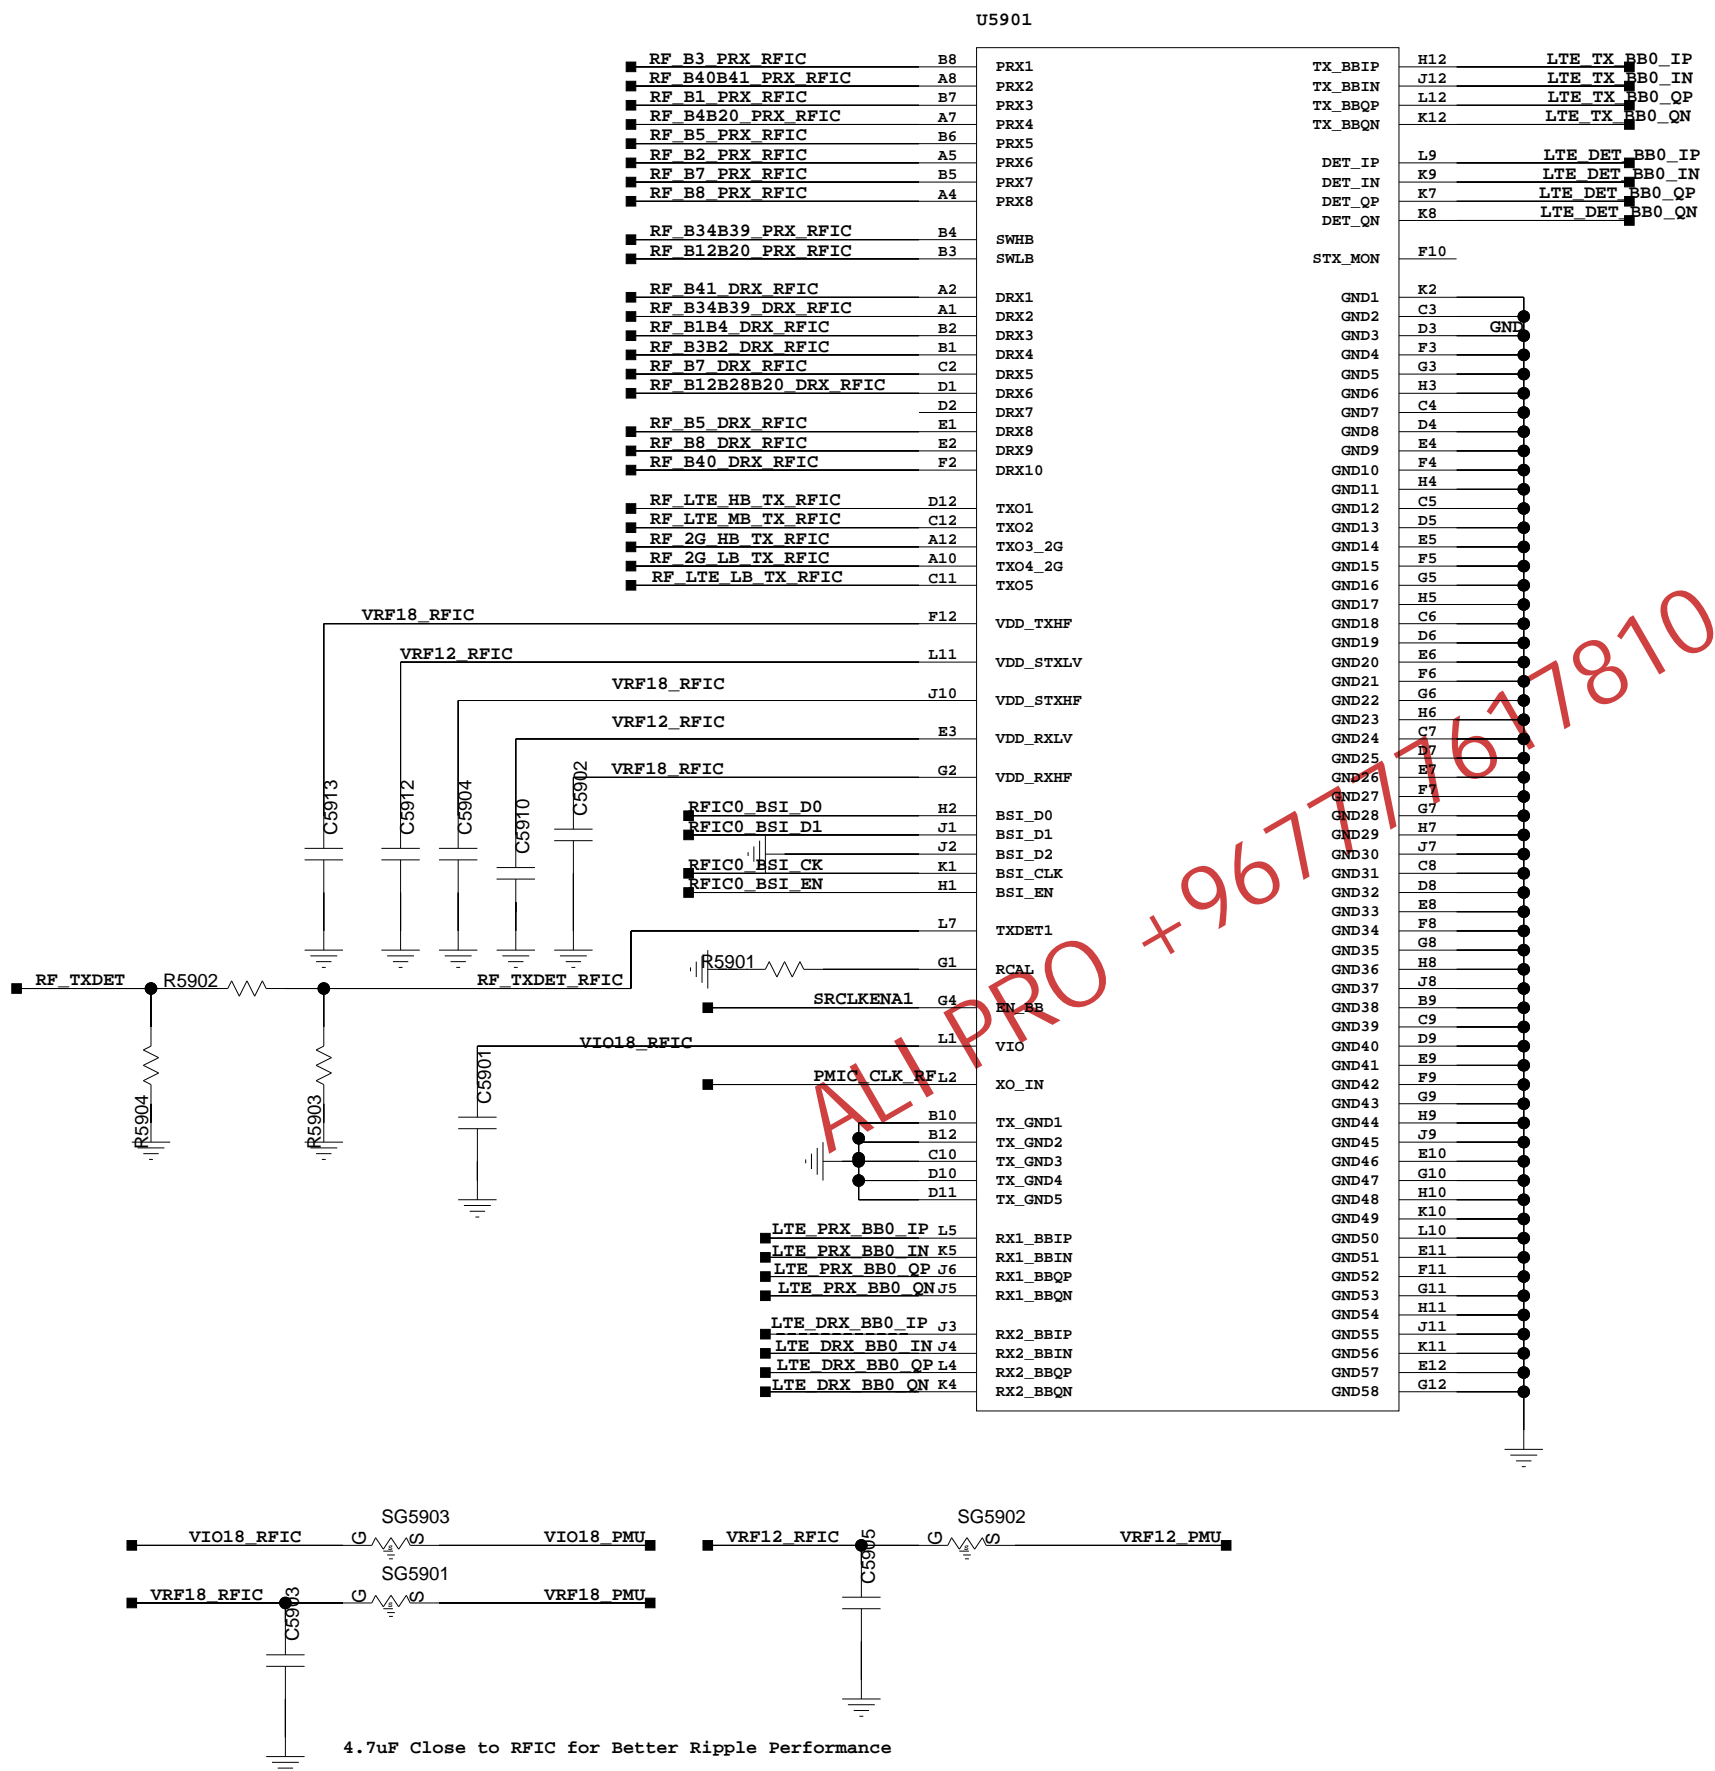 U5901
RF_B3_PRX_RFIC B8 PRX1 TX_BBIP H12 LTE_TX_BB0_IP
RF_B40B41_PRX_RFIC A8 PRX2 TX_BBIN J12 LTE_TX_BB0_IN
RF_B1_PRX_RFIC B7 PRX3 TX_BBQP L12 LTE_TX_BB0_QP
RF_B4B20_PRX_RFIC A7 PRX4 TX_BBQN K12 LTE_TX_BB0_QN
RF_B5_PRX_RFIC B6 PRX5
RF_B2_PRX_RFIC A5 PRX6 DET_IP L9 LTE_DET_BB0_IP
RF_B7_PRX_RFIC B5 PRX7 DET_IN K9 LTE_DET_BB0_IN
RF_B8_PRX_RFIC A4 PRX8 DET_QP K7 LTE_DET_BB0_QP
DET_QN K8 LTE_DET_BB0_QN
RF_B34B39_PRX_RFIC B4 SWHB
RF_B12B20_PRX_RFIC B3 SWLB STX_MON F10
RF_B41_DRX_RFIC A2 DRX1 GND1 K2
RF_B34B39_DRX_RFIC A1 DRX2 GND2 C3
RF_B1B4_DRX_RFIC B2 DRX3 GND3 D3 GND
RF_B3B2_DRX_RFIC B1 DRX4 GND4 F3
RF_B7_DRX_RFIC C2 DRX5 GND5 G3
RF_B12B28B20_DRX_RFIC D1 DRX6 GND6 H3
D2 DRX7 GND7 C4
RF_B5_DRX_RFIC E1 DRX8 GND8 D4
RF_B8_DRX_RFIC E2 DRX9 GND9 E4
RF_B40_DRX_RFIC F2 DRX10 GND10 F4
GND11 H4
RF_LTE_HB_TX_RFIC D12 TXO1 GND12 C5
RF_LTE_MB_TX_RFIC C12 TXO2 GND13 D5
RF_2G_HB_TX_RFIC A12 TXO3_2G GND14 E5
RF_2G_LB_TX_RFIC A10 TXO4_2G GND15 F5
RF_LTE_LB_TX_RFIC C11 TXO5 GND16 G5
GND17 H5
VRF18_RFIC F12 VDD_TXHF GND18 C6
GND19 D6
VRF12_RFIC L11 VDD_STXLV GND20 E6
GND21 F6
VRF18_RFIC J10 VDD_STXHF GND22 G6
GND23 H6
VRF12_RFIC E3 VDD_RXLV GND24 C7
GND25 D7
VRF18_RFIC G2 VDD_RXHF GND26 E7
GND27 F7
C5913 C5912 C5904 C5910 C5902
RFIC0_BSI_D0 H2 BSI_D0 GND28 G7
RFIC0_BSI_D1 J1 BSI_D1 GND29 H7
J2 BSI_D2 GND30 J7
RFIC0_BSI_CK K1 BSI_CLK GND31 C8
RFIC0_BSI_EN H1 BSI_EN GND32 D8
GND33 E8
L7 TXDET1 GND34 F8
GND35 G8
R5901 G1 RCAL GND36 H8
RF_TXDET R5902 RF_TXDET_RFIC GND37 J8
SRCLKENA1 G4 EN_BB GND38 B9
GND39 C9
VIO18_RFIC L1 VIO GND40 D9
C5901 GND41 E9
PMIC_CLK_RF L2 XO_IN GND42 F9
GND43 G9
R5904 R5903 B10 TX_GND1 GND44 H9
B12 TX_GND2 GND45 J9
C10 TX_GND3 GND46 E10
D10 TX_GND4 GND47 G10
D11 TX_GND5 GND48 H10
GND49 K10
LTE_PRX_BB0_IP L5 RX1_BBIP GND50 L10
LTE_PRX_BB0_IN K5 RX1_BBIN GND51 E11
LTE_PRX_BB0_QP J6 RX1_BBQP GND52 F11
LTE_PRX_BB0_QN J5 RX1_BBQN GND53 G11
GND54 H11
LTE_DRX_BB0_IP J3 RX2_BBIP GND55 J11
LTE_DRX_BB0_IN J4 RX2_BBIN GND56 K11
LTE_DRX_BB0_QP L4 RX2_BBQP GND57 E12
LTE_DRX_BB0_QN K4 RX2_BBQN GND58 G12
ALI PRO +967777617810
SG5903 SG5902
VIO18_RFIC G S VIO18_PMU VRF12_RFIC G S VRF12_PMU
SG5901 C5905
VRF18_RFIC G S VRF18_PMU
C5903
4.7uF Close to RFIC for Better Ripple Performance